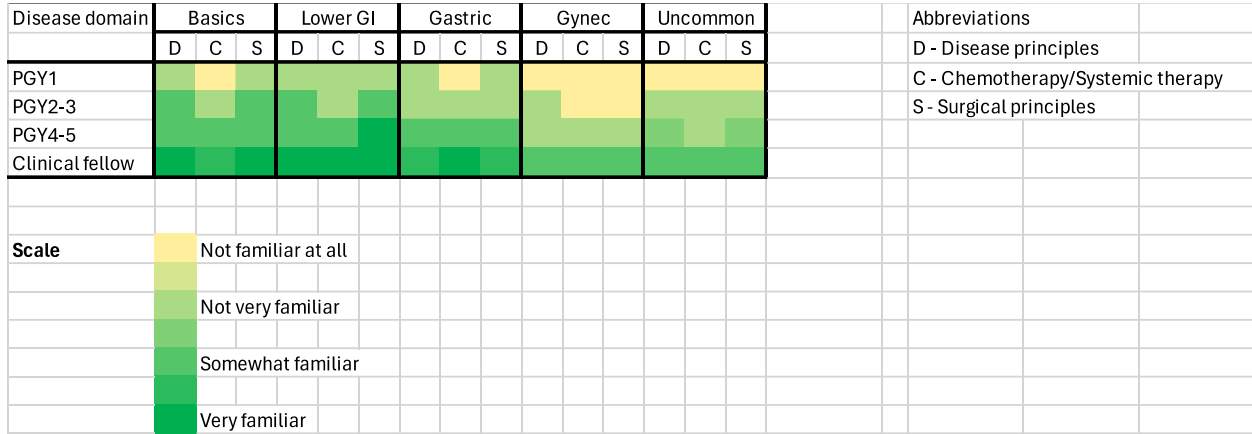 Disease domain Basics Lower GI Gastric Gynec Uncommon Abbreviations
D C S D C S D C S D C S D C S D - Disease principles
PGY1 C - Chemotherapy/Systemic therapy
PGY2-3 S - Surgical principles
PGY4-5
Clinical fellow
Scale Not familiar at all
Not very familiar
Somewhat familiar
Very familiar